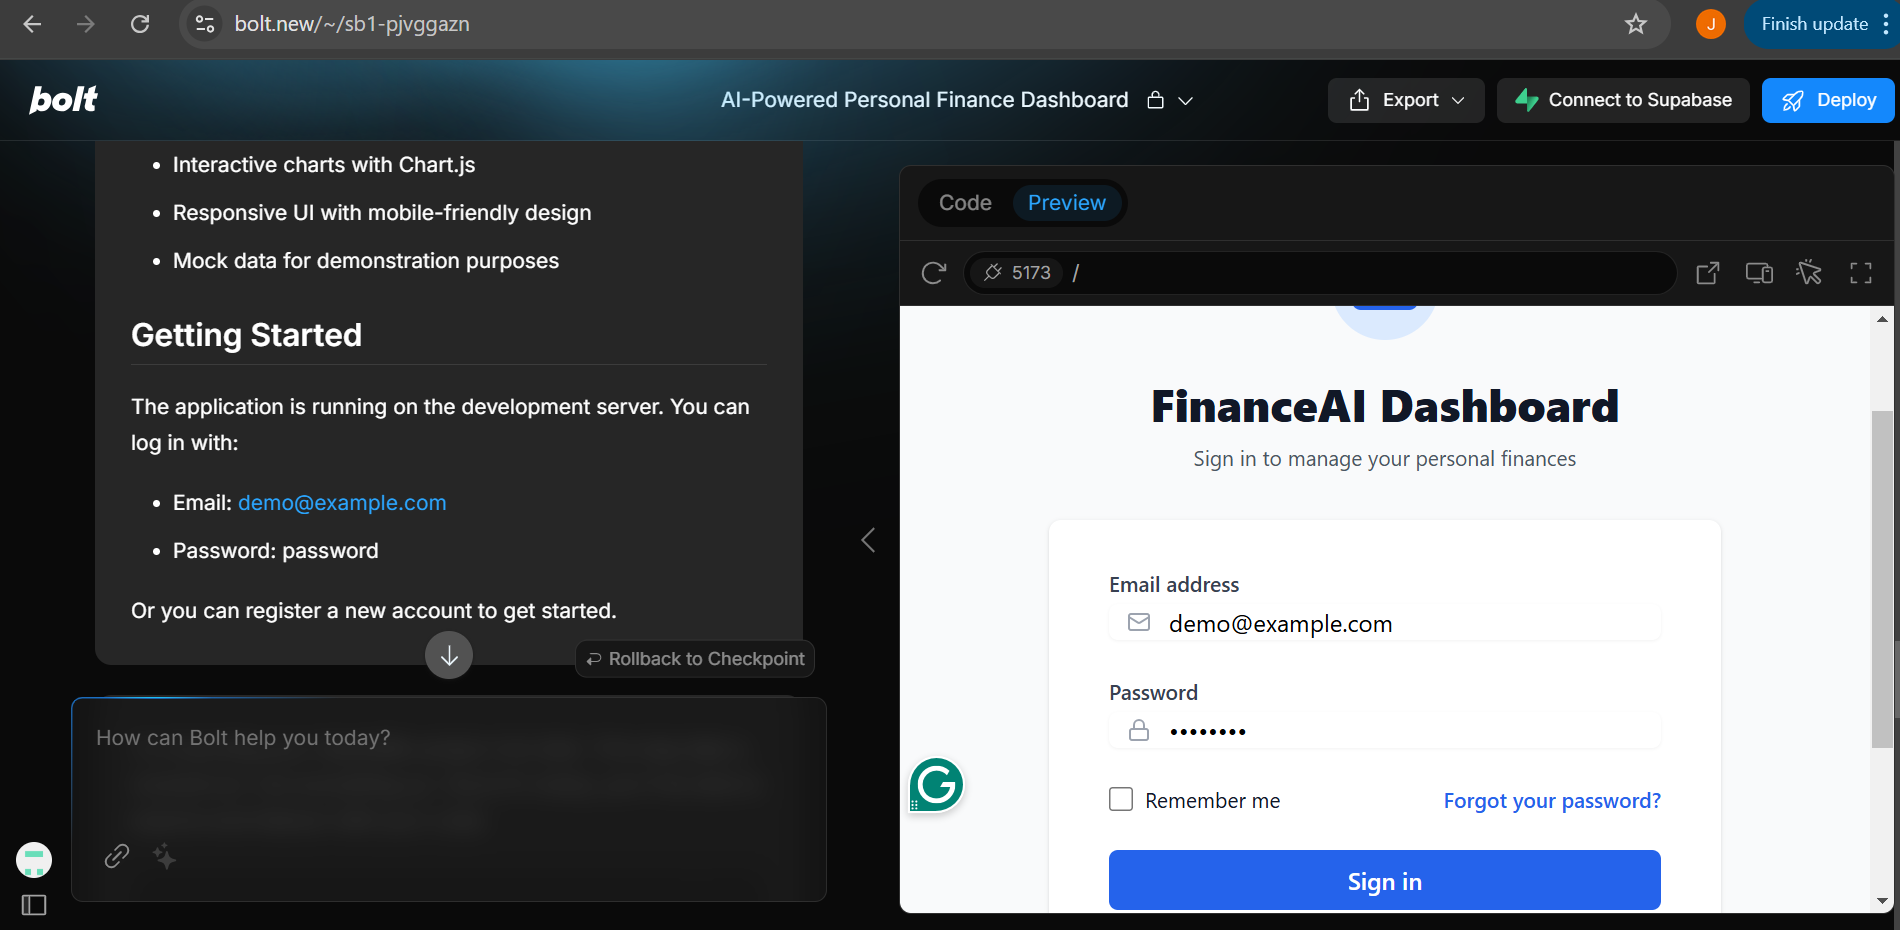 bolt.new/~/sb1-pjvggazn
J
Finish update
bolt
AI-Powered Personal Finance Dashboard
Export
Connect to Supabase
Deploy
• Interactive charts with Chart.js
• Responsive UI with mobile-friendly design
• Mock data for demonstration purposes
Getting Started
The application is running on the development server. You can
log in with:
• Email: demo@example.com
• Password: password
Or you can register a new account to get started.
Rollback to Checkpoint
How can Bolt help you today?
Code
Preview
5173 /
FinanceAI Dashboard
Sign in to manage your personal finances
Email address
demo@example.com
Password
••••••••
Remember me
Forgot your password?
Sign in